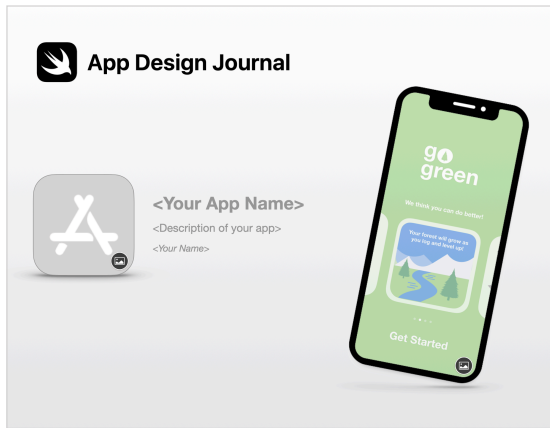 App Design Journal
<Your App Name>
<Description of your app>
<Your Name>
go
green
We think you can do better!
Your forest will grow as
you log and level up!
Get Started